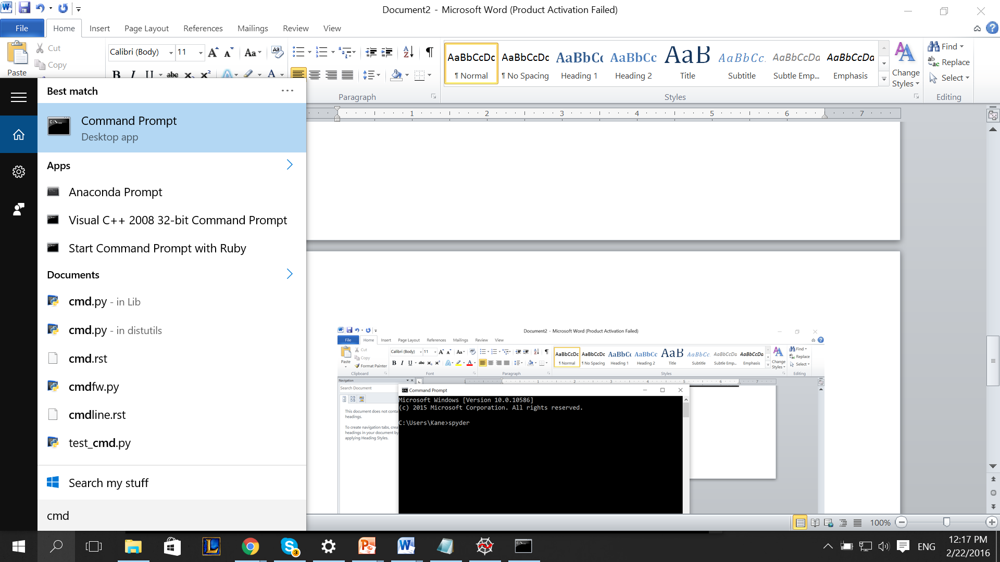 Document2 - Microsoft Word (Product Activation Failed)
File Home Insert Page Layout References Mailings Review View
Cut
Copy
Paste
Calibri (Body) 11
AaBbCcDc AaBbCcDc AaBbCc AaBbCc AaB AaBbCc. AaBbCcDa AaBbCcDa
¶ Normal ¶ No Spacing Heading 1 Heading 2 Title Subtitle Subtle Emp... Emphasis
Change Styles
Find
Replace
Select
Paragraph Styles Editing
1 2 3 4 5 6 7
Best match
Command Prompt
Desktop app
Apps
Anaconda Prompt
Visual C++ 2008 32-bit Command Prompt
Start Command Prompt with Ruby
Documents
cmd.py - in Lib
cmd.py - in distutils
cmd.rst
cmdfw.py
cmdline.rst
test_cmd.py
Search my stuff
cmd
Document2 - Microsoft Word (Product Activation Failed)
File Home Insert Page Layout References Mailings Review View
Cut
Copy
Format Painter
Paste
Calibri (Body) 11
AaBbCcDc AaBbCcDc AaBbCc AaBbCc AaB AaBbCc. AaBbCcDa AaBbCcDa
¶ Normal ¶ No Spacing Heading 1 Heading 2 Title Subtitle Subtle Em... Emphasis
Change Styles
Find
Replace
Select
Clipboard Font Paragraph Styles Editing
Navigation
Search Document
This document does not conta
headings.
To create navigation tabs, crea
headings in your document by
applying Heading Styles.
Command Prompt
Microsoft Windows [Version 10.0.10586]
(c) 2015 Microsoft Corporation. All rights reserved.
C:\Users\Kane>spyder
100%
ENG
12:17 PM
2/22/2016